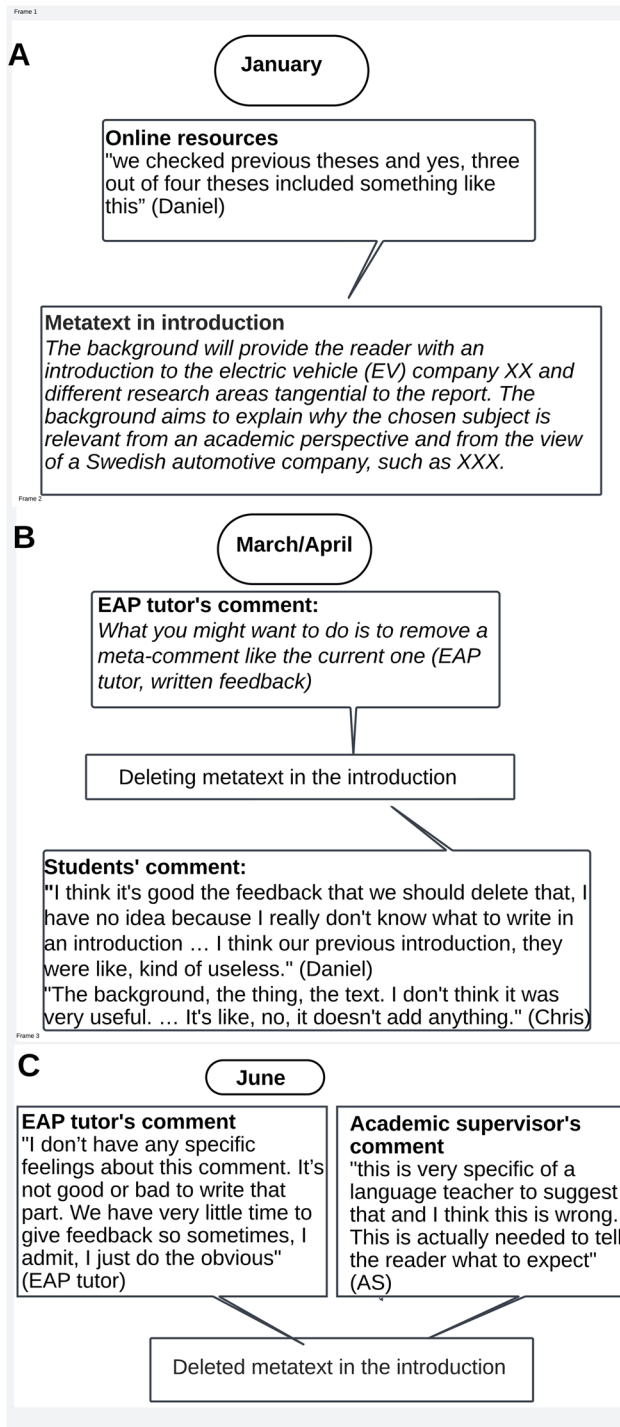 Frame 1
A
January
Online resources
"we checked previous theses and yes, three
out of four theses included something like
this” (Daniel)
Metatext in introduction
The background will provide the reader with an
introduction to the electric vehicle (EV) company XX and
different research areas tangential to the report. The
background aims to explain why the chosen subject is
relevant from an academic perspective and from the view
of a Swedish automotive company, such as XXX.
Frame 2
B
March/April
EAP tutor's comment:
What you might want to do is to remove a
meta-comment like the current one (EAP
tutor, written feedback)
Deleting metatext in the introduction
Students' comment:
"I think it's good the feedback that we should delete that, I
have no idea because I really don't know what to write in
an introduction … I think our previous introduction, they
were like, kind of useless." (Daniel)
"The background, the thing, the text. I don't think it was
very useful. … It's like, no, it doesn't add anything." (Chris)
Frame 3
C
June
EAP tutor's comment
"I don’t have any specific
feelings about this comment. It’s
not good or bad to write that
part. We have very little time to
give feedback so sometimes, I
admit, I just do the obvious"
(EAP tutor)
Academic supervisor's
comment
"this is very specific of a
language teacher to suggest
that and I think this is wrong.
This is actually needed to tell
the reader what to expect"
(AS)
Deleted metatext in the introduction